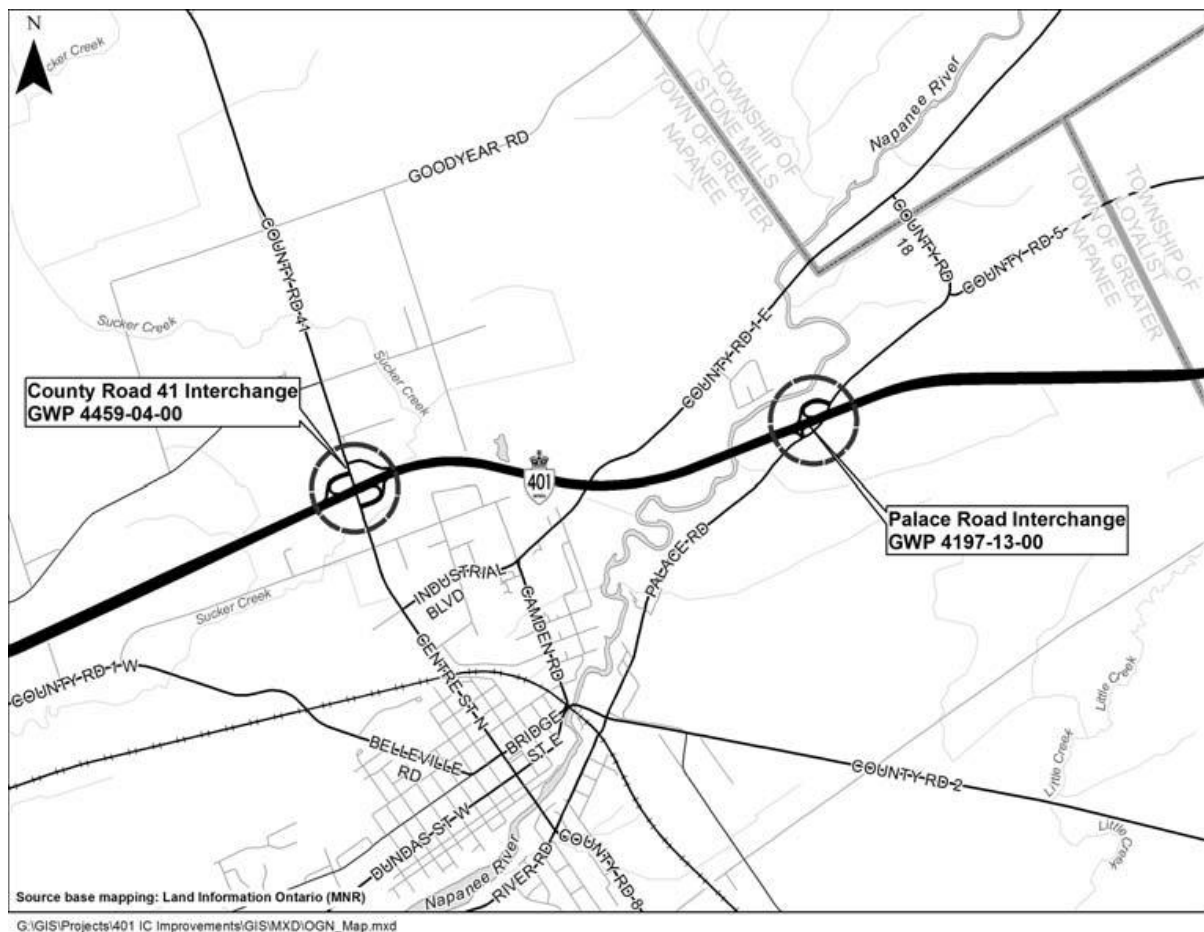 N
Sucker Creek
GOODYEAR RD
COUNTY RD 41
Napanee River
TOWNSHIP OF
STONE MILLS
TOWN OF GREATER
NAPANEE
TOWNSHIP OF
LOYALIST
TOWN OF GREATER
NAPANEE
COUNTY RD
18
COUNTY RD 5
COUNTY RD 1 E
Sucker Creek
Sucker Creek
County Road 41 Interchange
GWP 4459-04-00
401
Palace Road Interchange
GWP 4197-13-00
INDUSTRIAL
BLVD
CAMDEN RD
PALACE RD
Sucker Creek
COUNTY RD 1 W
CENTRE ST N
BELLEVILLE
RD
BRIDGE
ST E
COUNTY RD 2
Little Creek
Little Creek
Little
Creek
DUNDAS ST W
Napanee River
RIVER RD
COUNTY RD 8
Source base mapping: Land Information Ontario (MNR)
G:\GIS\Projects\401 IC Improvements\GIS\MXD\OGN_Map.mxd